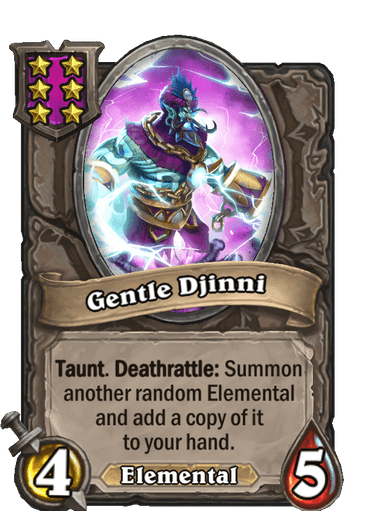 Gentle Djinni
Taunt. Deathrattle: Summon
another random Elemental
and add a copy of it
to your hand.
4
Elemental
5